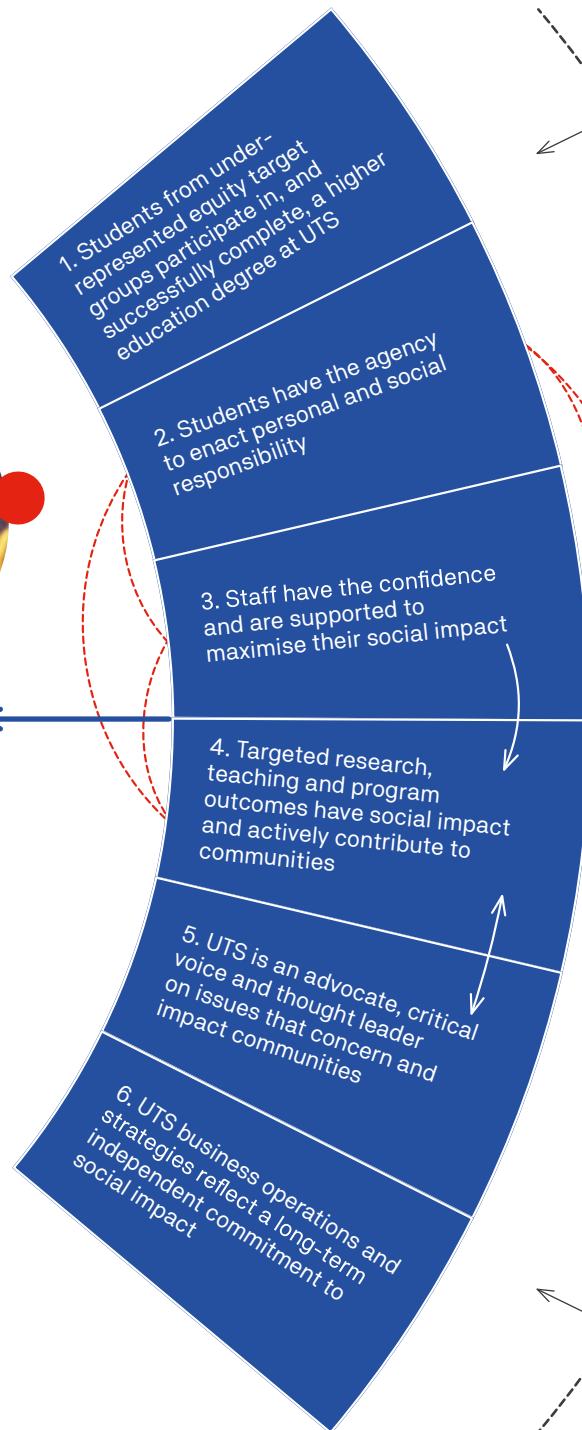 1. Students from under-
represented equity target
groups participate in, and
successfully complete, a higher
education degree at UTS
2. Students have the agency
to enact personal and social
responsibility
3. Staff have the confidence
and are supported to
maximise their social impact
4. Targeted research,
teaching and program
outcomes have social impact
and actively contribute to
communities
5. UTS is an advocate, critical
voice and thought leader
on issues that concern and
impact communities
6. UTS business operations and
strategies reflect a long-term
independent commitment to
social impact